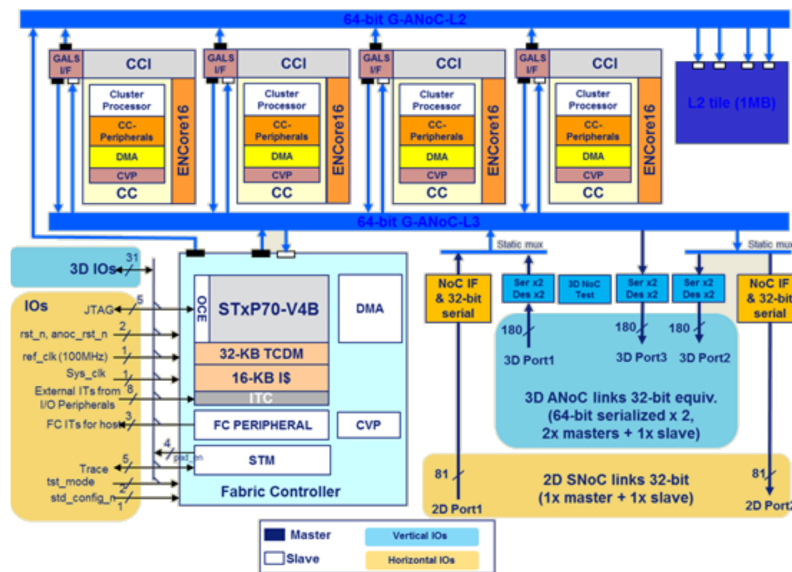 64-bit G-ANoC-L2
GALS
I/F
CCI
Cluster
Processor
CC-
Peripherals
DMA
CVP
CC
ENCore16
GALS
I/F
CCI
Cluster
Processor
CC-
Peripherals
DMA
CVP
CC
ENCore16
GALS
I/F
CCI
Cluster
Processor
CC-
Peripherals
DMA
CVP
CC
ENCore16
GALS
I/F
CCI
Cluster
Processor
CC-
Peripherals
DMA
CVP
CC
ENCore16
L2 tile (1MB)
64-bit G-ANoC-L3
3D IOs
31
IOs
JTAG
5
rst_n, anoc_rst_n
2
ref_clk (100MHz)
1
Sys_clk
1
External ITs from
I/O Peripherals
8
FC ITs for host
3
4
pad_en
Trace
5
tst_mode
2
std_config_n
1
OCE
STxP70-V4B
DMA
32-KB TCDM
16-KB I$
ITC
FC PERIPHERAL
CVP
STM
Fabric Controller
Static mux
Static mux
NoC IF
& 32-bit
serial
Ser x2
Des x2
3D NoC
Test
Ser x2
Des x2
Ser x2
Des x2
NoC IF
& 32-bit
serial
180
180
180
3D Port1
3D Port3
3D Port2
3D ANoC links 32-bit equiv.
(64-bit serialized x 2,
2x masters + 1x slave)
81
2D SNoC links 32-bit
(1x master + 1x slave)
81
2D Port1
2D Port2
Master
Slave
Vertical IOs
Horizontal IOs